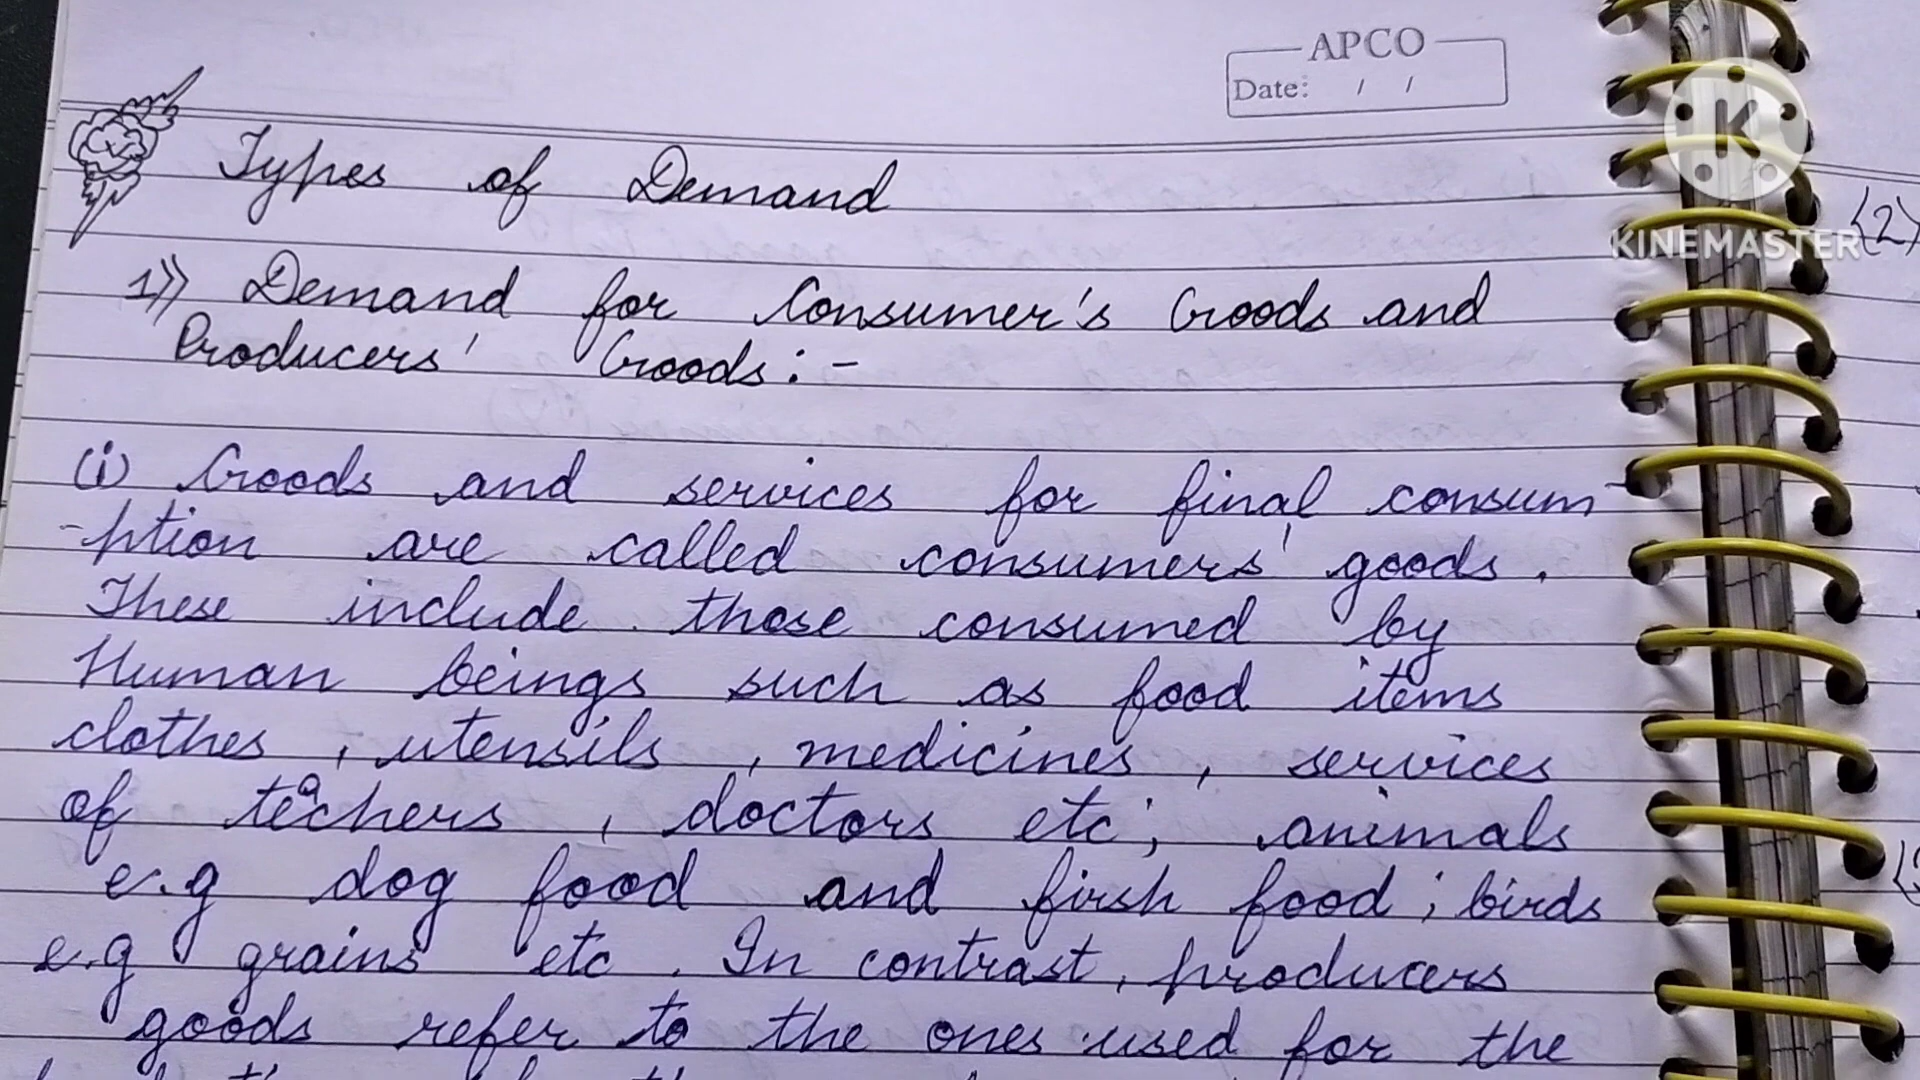 APCO
Date: / /
K
KINEMASTER
Types of Demand
1) Demand for Consumer's Goods and
Producers' Goods:-
(i) Goods and services for final consum-
-ption are called consumers' goods.
These include those consumed by
Human beings such as food items
clothes, utensils, medicines, services
of teachers, doctors etc; animals
e.g dog food and firsh food; birds
e.g grains etc. In contrast, producers
goods refer to the ones used for the
(2)